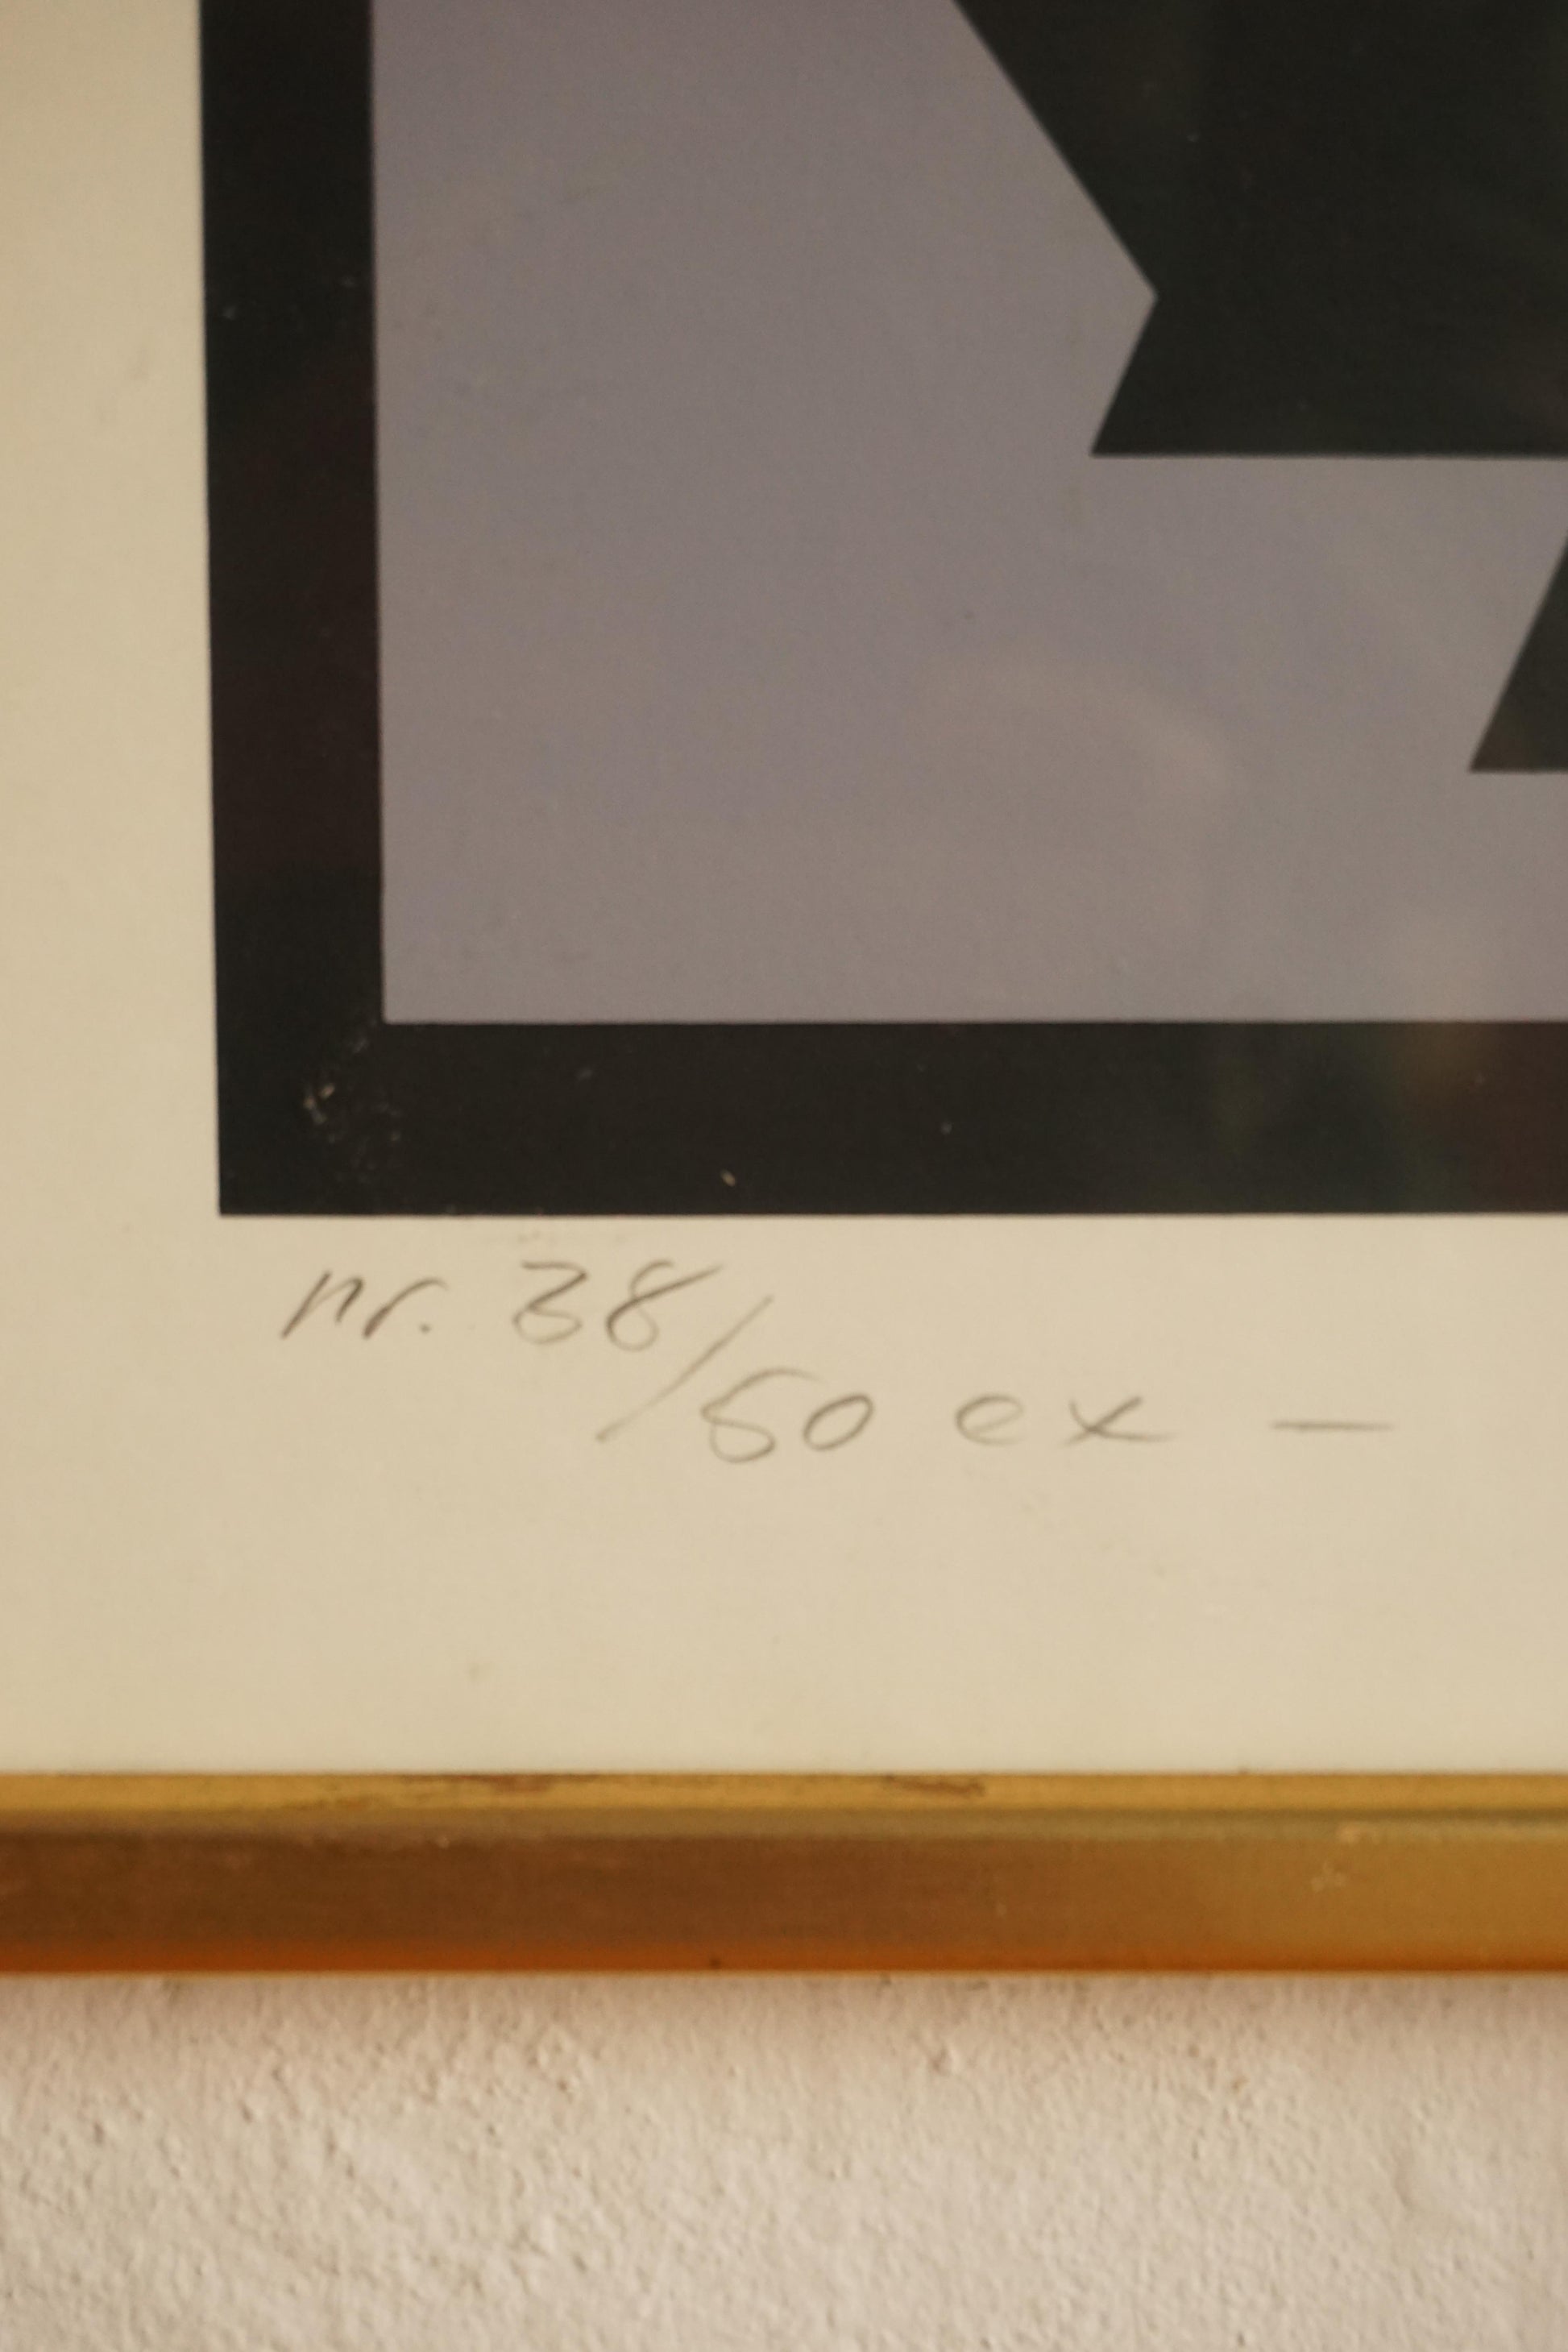 nr. 38/50 ex —